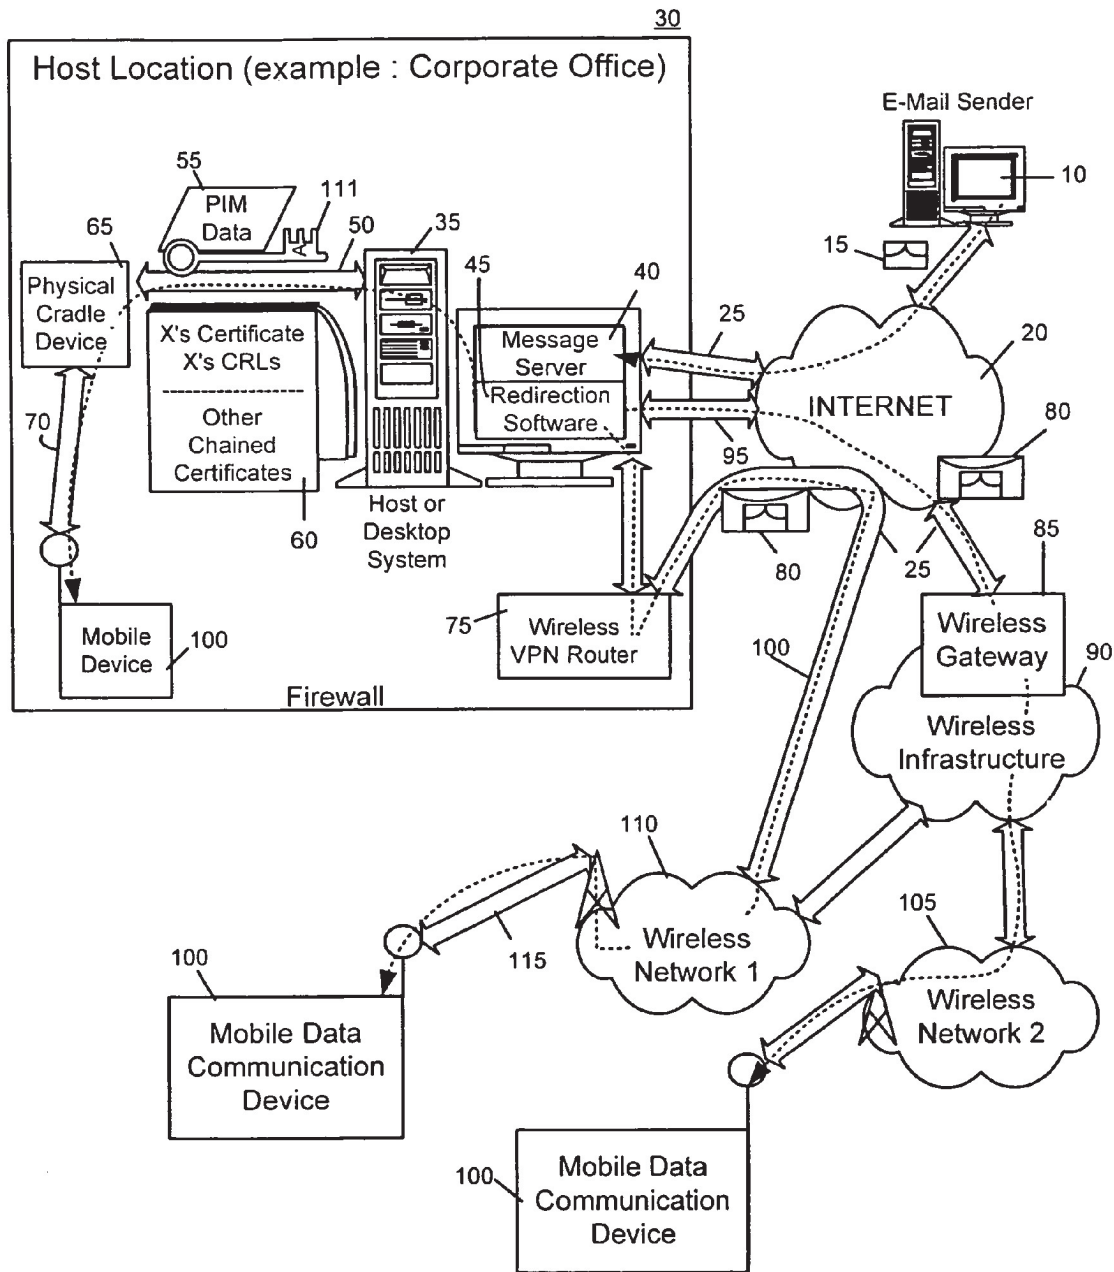 30
Host Location (example : Corporate Office)
E-Mail Sender
10
15
55
PIM
Data
111
A
50
35
65
Physical
Cradle
Device
45
40
Message
Server
Redirection
Software
25
20
INTERNET
X's Certificate
X's CRLs
Other
Chained
Certificates
60
70
95
80
80
Host or
Desktop
System
25
85
Wireless
Gateway
90
Wireless
Infrastructure
75
Wireless
VPN Router
Mobile
Device
100
Firewall
100
110
Wireless
Network 1
115
105
Wireless
Network 2
100
Mobile Data
Communication
Device
100
Mobile Data
Communication
Device